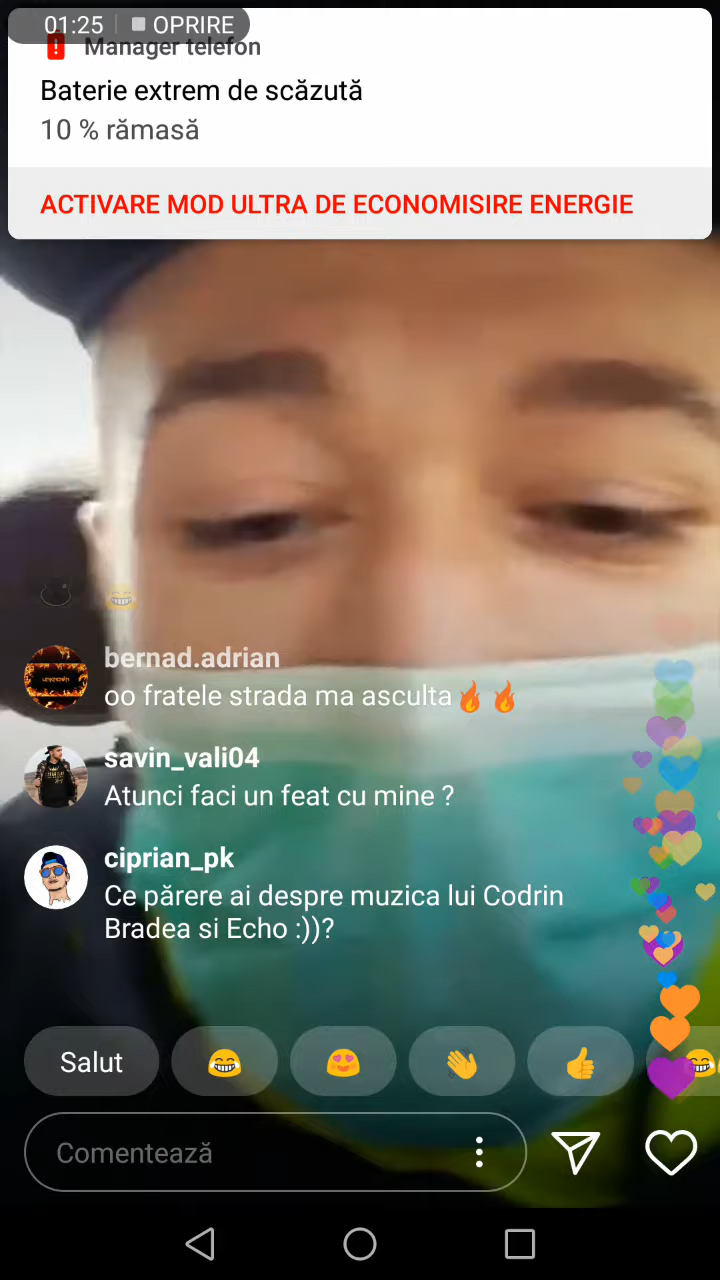 01:25 OPRIRE
Manager telefon
Baterie extrem de scăzută
10 % rămasă
ACTIVARE MOD ULTRA DE ECONOMISIRE ENERGIE
bernad.adrian
oo fratele strada ma asculta🔥 🔥
savin_vali04
Atunci faci un feat cu mine ?
ciprian_pk
Ce părere ai despre muzica lui Codrin
Bradea si Echo :))?
Salut 😂 😍 👋 👍 😂
Comentează